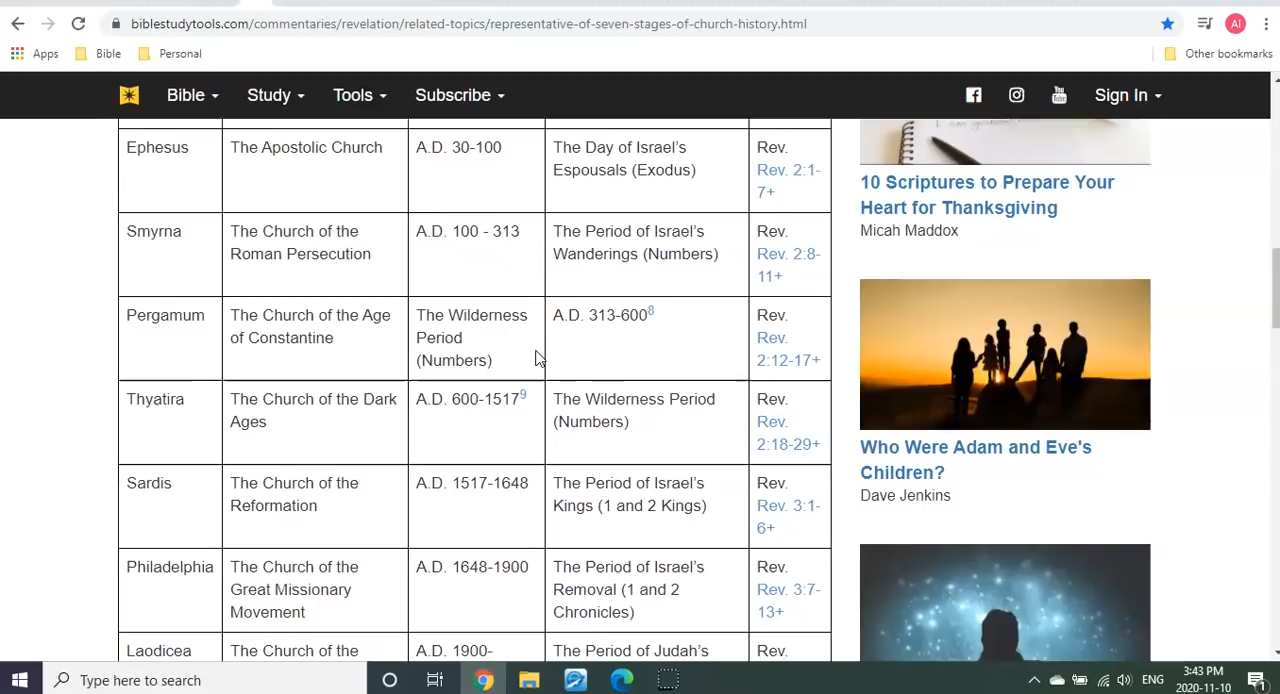 biblestudytools.com/commentaries/revelation/related-topics/representative-of-seven-stages-of-church-history.html
AI
Apps Bible Personal Other bookmarks
Bible Study Tools Subscribe Sign In
Ephesus
The Apostolic Church
A.D. 30-100
The Day of Israel's
Espousals (Exodus)
Rev.
Rev. 2:1-
7+
Smyrna
The Church of the
Roman Persecution
A.D. 100 - 313
The Period of Israel's
Wanderings (Numbers)
Rev.
Rev. 2:8-
11+
Pergamum
The Church of the Age
of Constantine
The Wilderness
Period
(Numbers)
A.D. 313-600⁸
Rev.
Rev.
2:12-17+
Thyatira
The Church of the Dark
Ages
A.D. 600-1517⁹
The Wilderness Period
(Numbers)
Rev.
Rev.
2:18-29+
Sardis
The Church of the
Reformation
A.D. 1517-1648
The Period of Israel's
Kings (1 and 2 Kings)
Rev.
Rev. 3:1-
6+
Philadelphia
The Church of the
Great Missionary
Movement
A.D. 1648-1900
The Period of Israel's
Removal (1 and 2
Chronicles)
Rev.
Rev. 3:7-
13+
Laodicea
The Church of the
A.D. 1900-
The Period of Judah's
Rev.
10 Scriptures to Prepare Your
Heart for Thanksgiving
Micah Maddox
Who Were Adam and Eve's
Children?
Dave Jenkins
Type here to search
ENG
3:43 PM
2020-11-10
1